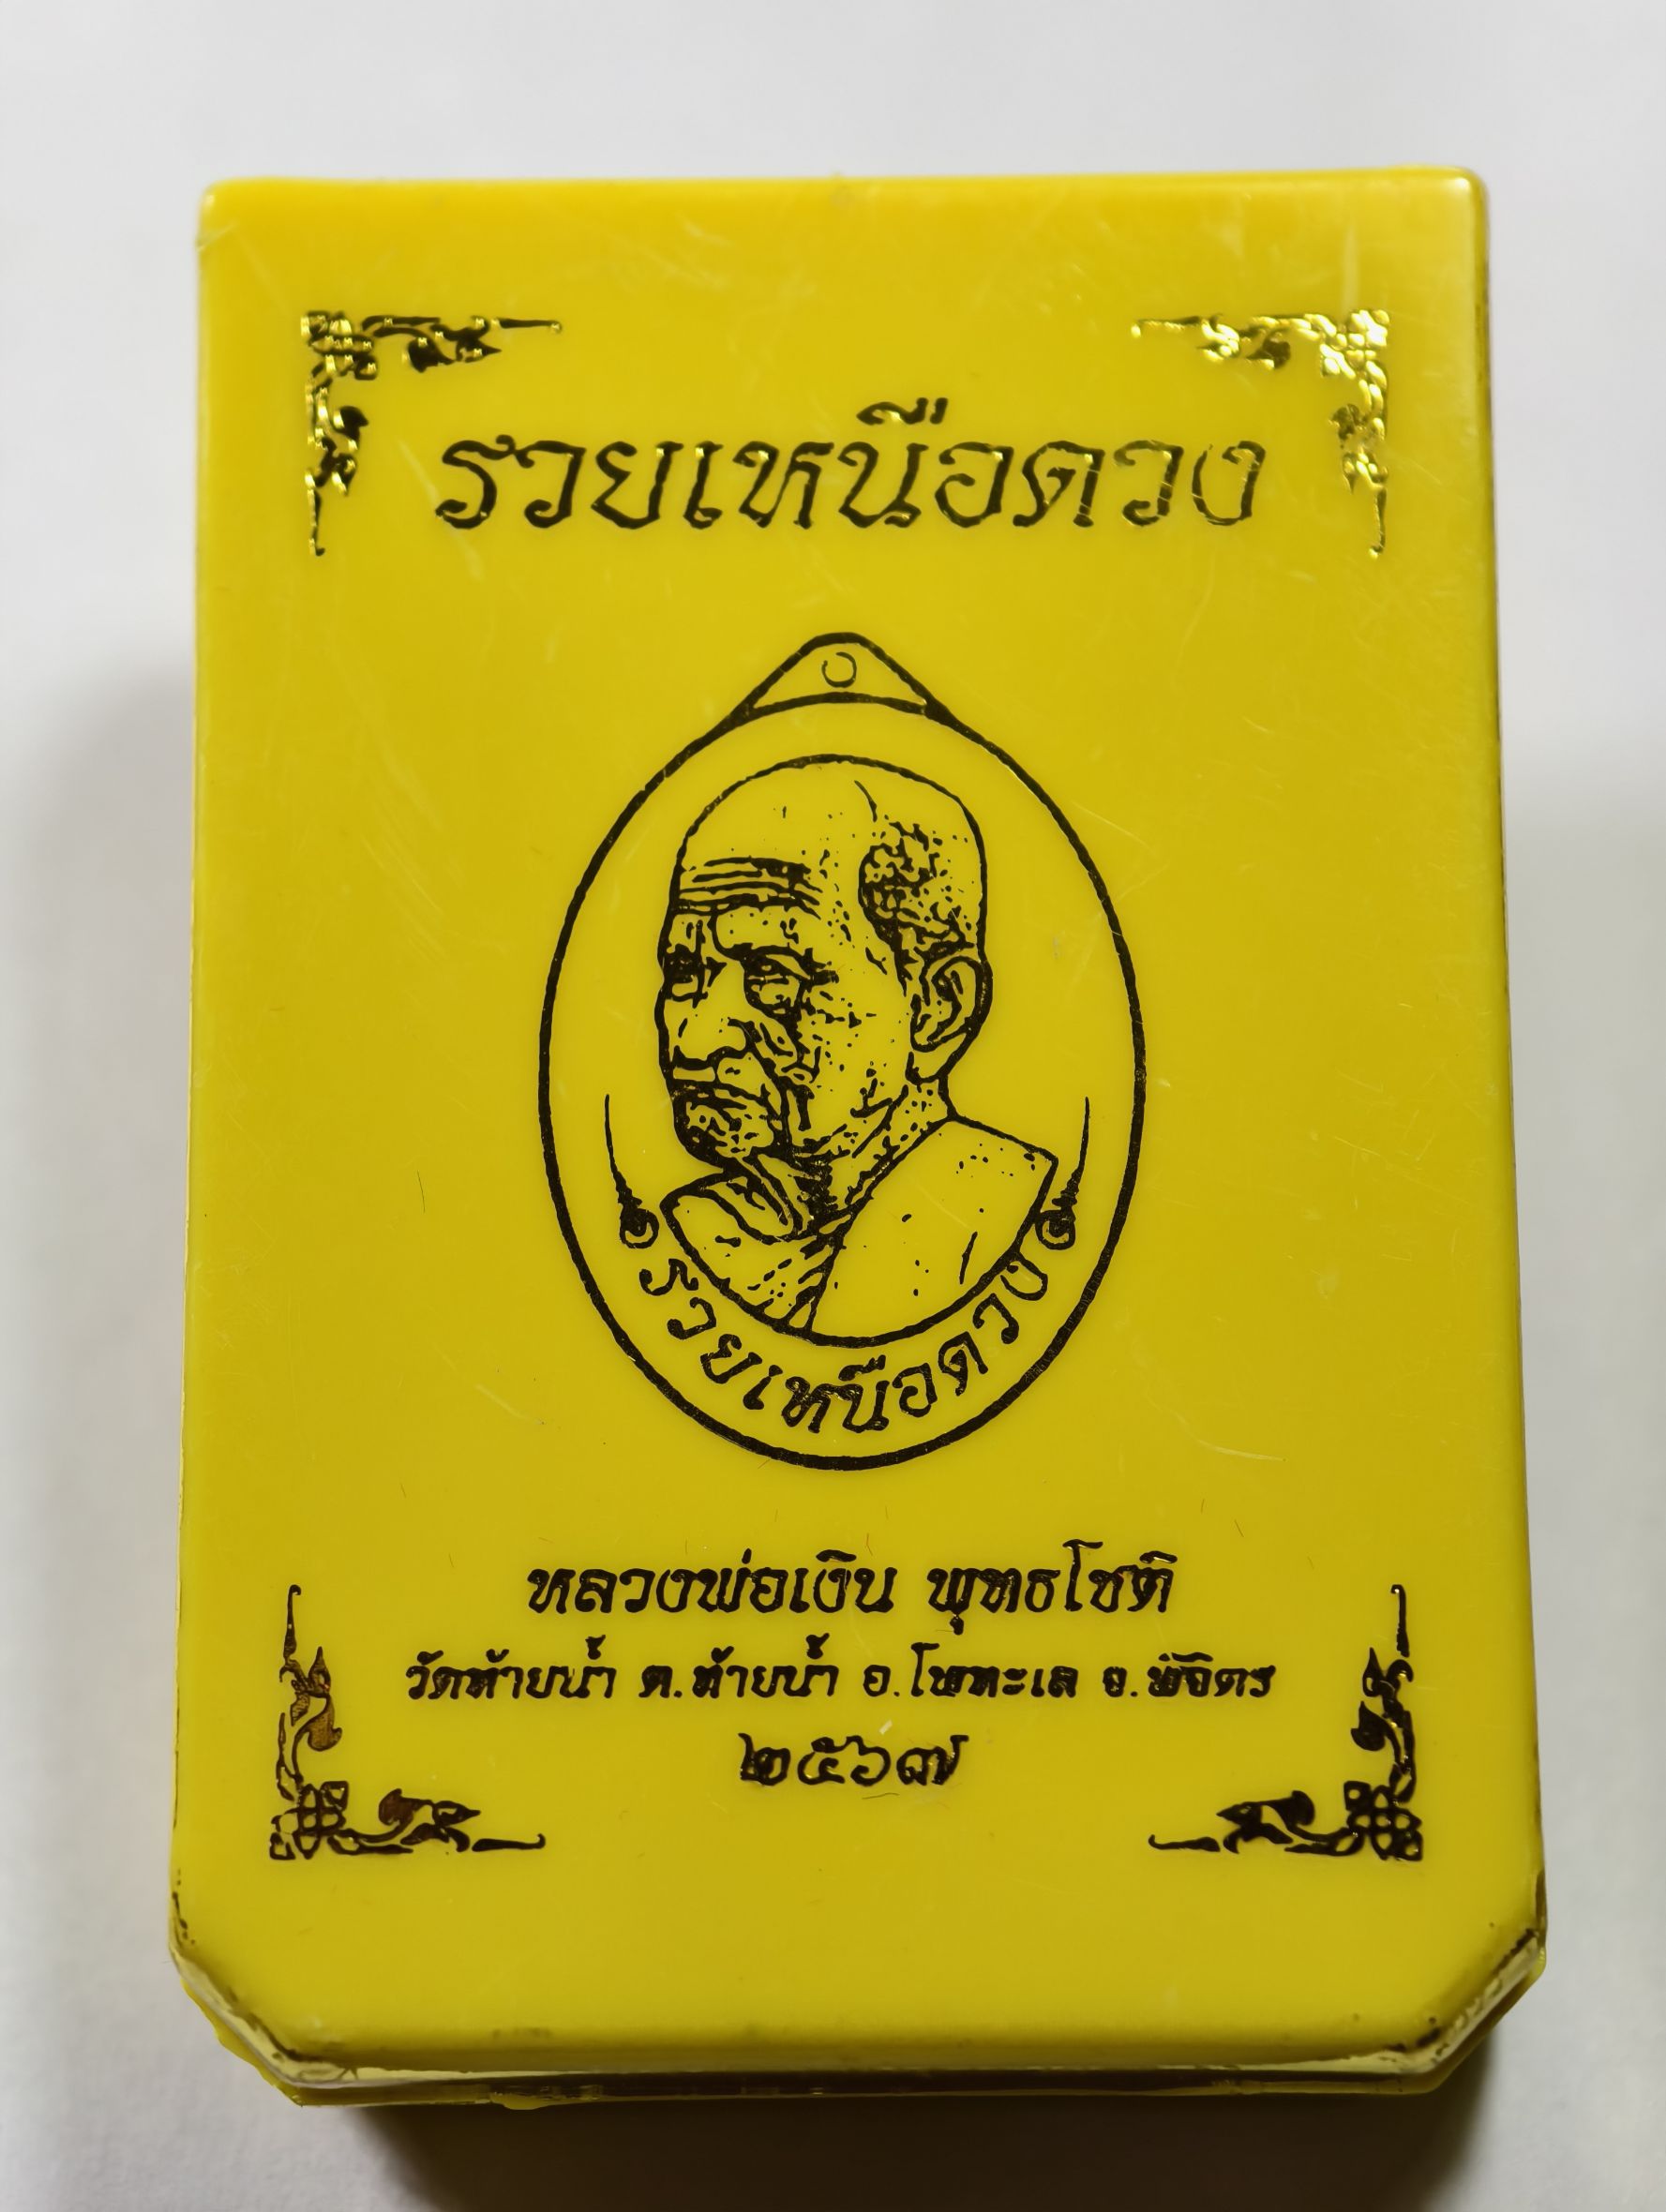 รวยเหนือดวง
รวยเหนือดวง
หลวงพ่อเงิน พุทธโชติ
วัดท้ายน้ำ ต.ท้ายน้ำ อ.โพทะเล จ.พิจิตร
๒๕๖๗